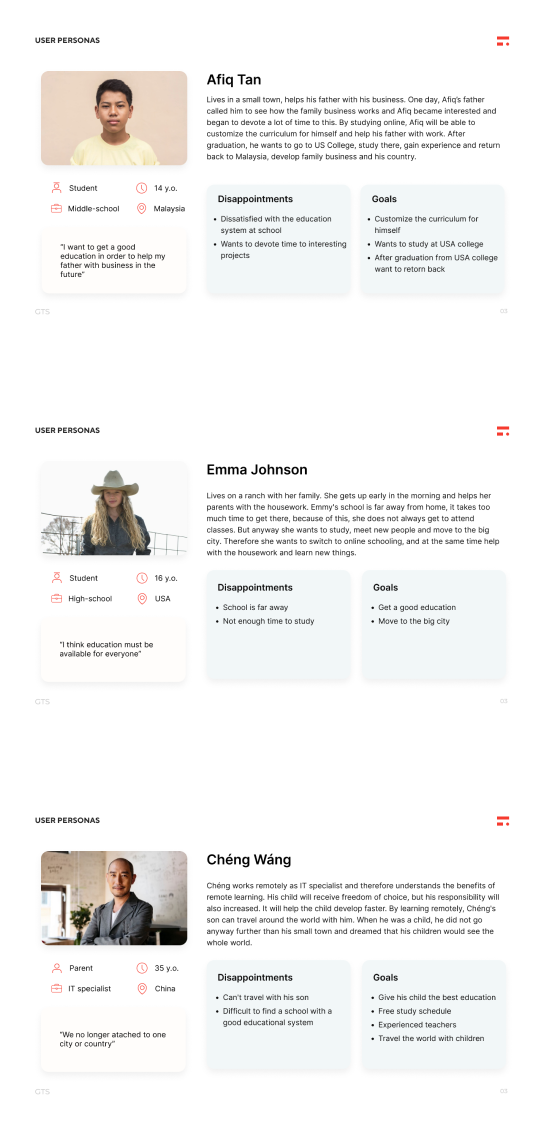 USER PERSONAS
Afiq Tan
Lives in a small town, helps his father with his business. One day, Afiq's father
called him to see how the family business works and Afiq became interested and
began to devote a lot of time to this. By studying online, Afiq will be able to
customize the curriculum for himself and help his father with work. After
graduation, he wants to go to US College, study there, gain experience and return
back to Malaysia, develop family business and his country.
Student
14 y.o.
Middle-school
Malaysia
"I want to get a good
education in order to help my
father with business in the
future"
Disappointments
• Dissatisfied with the education
system at school
• Wants to devote time to interesting
projects
Goals
• Customize the curriculum for
himself
• Wants to study at USA college
• After graduation from USA college
want to retorn back
GTS
03
USER PERSONAS
Emma Johnson
Lives on a ranch with her family. She gets up early in the morning and helps her
parents with the housework. Emmy's school is far away from home, it takes too
much time to get there, because of this, she does not always get to attend
classes. But anyway she wants to study, meet new people and move to the big
city. Therefore she wants to switch to online schooling, and at the same time help
with the housework and learn new things.
Student
16 y.o.
High-school
USA
"I think education must be
available for everyone"
Disappointments
• School is far away
• Not enough time to study
Goals
• Get a good education
• Move to the big city
GTS
03
USER PERSONAS
Chéng Wáng
Chéng works remotely as IT specialist and therefore understands the benefits of
remote learning. His child will receive freedom of choice, but his responsibility will
also increased. It will help the child develop faster. By learning remotely, Chéng's
son can travel around the world with him. When he was a child, he did not go
anyway further than his small town and dreamed that his children would see the
whole world.
Parent
35 y.o.
IT specialist
China
"We no longer atached to one
city or country"
Disappointments
• Can't travel with his son
• Difficult to find a school with a
good educational system
Goals
• Give his child the best education
• Free study schedule
• Experienced teachers
• Travel the world with children
GTS
03